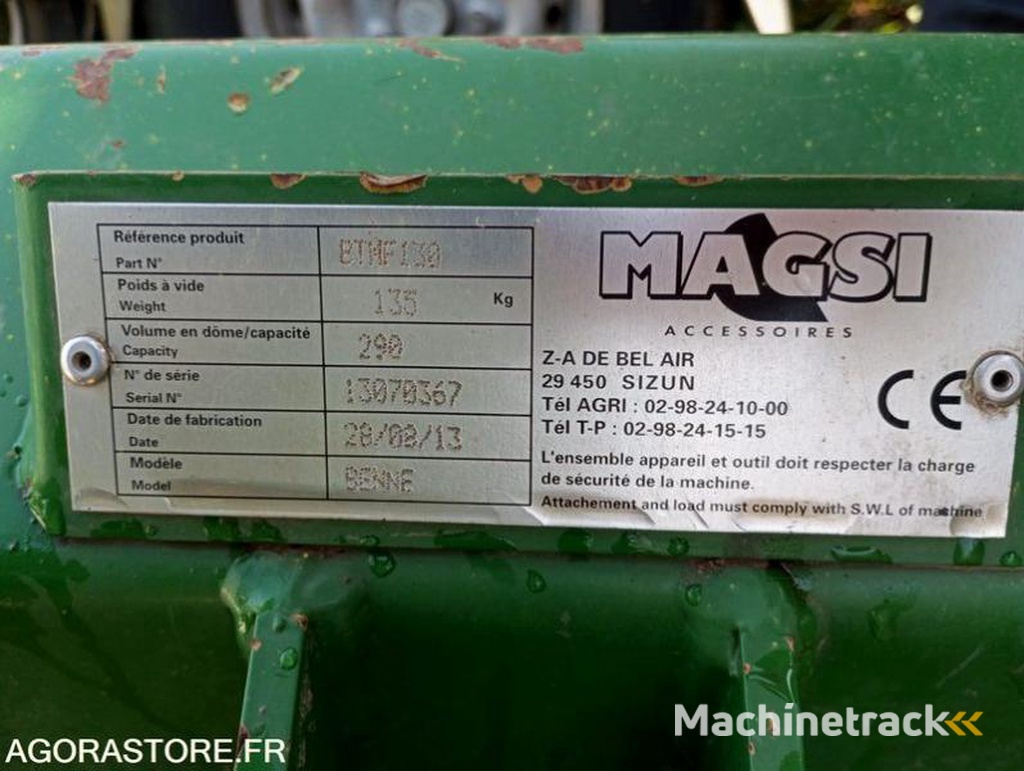 Référence produit
Part N° BTMF130
Poids à vide
Weight 135 Kg
Volume en dôme/capacité
Capacity 290
N° de série
Serial N° 13070367
Date de fabrication
Date 28/08/13
Modèle
Model BENNE
MAGSI
ACCESSOIRES
Z-A DE BEL AIR
29 450 SIZUN
Tél AGRI : 02-98-24-10-00
Tél T-P : 02-98-24-15-15
CE
L'ensemble appareil et outil doit respecter la charge
de sécurité de la machine.
Attachement and load must comply with S.W.L of machine
Machinetrack
AGORASTORE.FR